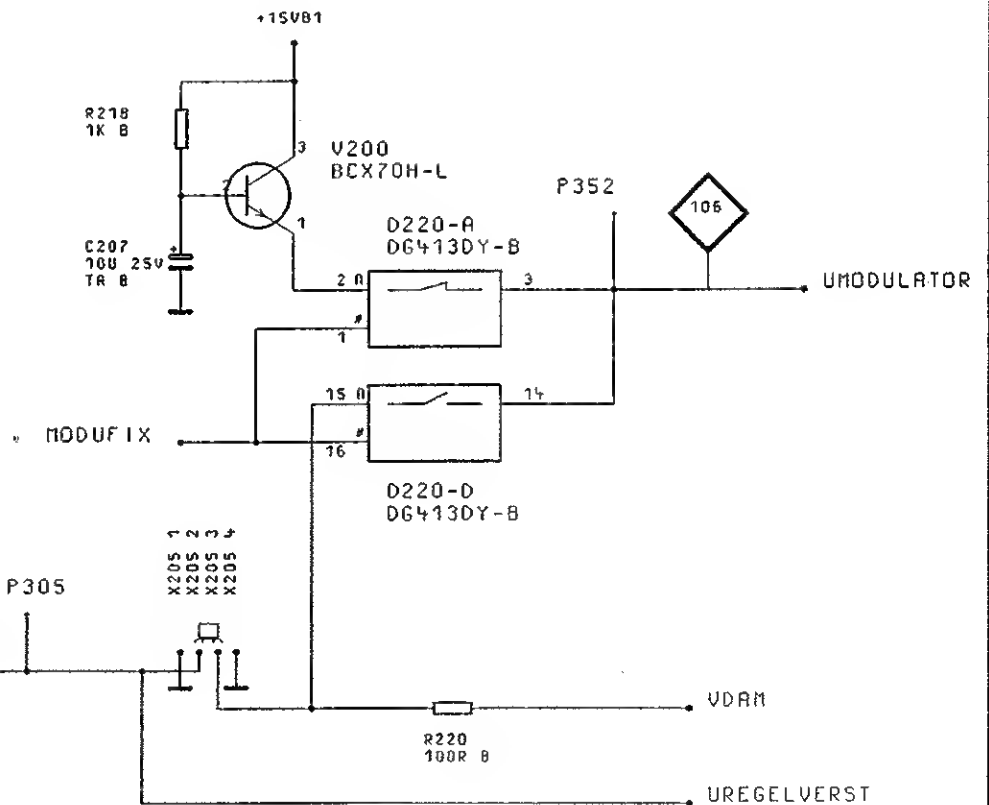 +15VB1
R218
1K B
3
V200
BCX70H-L
2
1
P352
106
C207
10U 25V
TA B
+
D220-A
DG413DY-B
2 A
3
UMODULATOR
#
1
15 A
14
MODUFIX
#
16
D220-D
DG413DY-B
X205 1
X205 2
X205 3
X205 4
P305
VDAM
R220
100R B
UREGELVERST